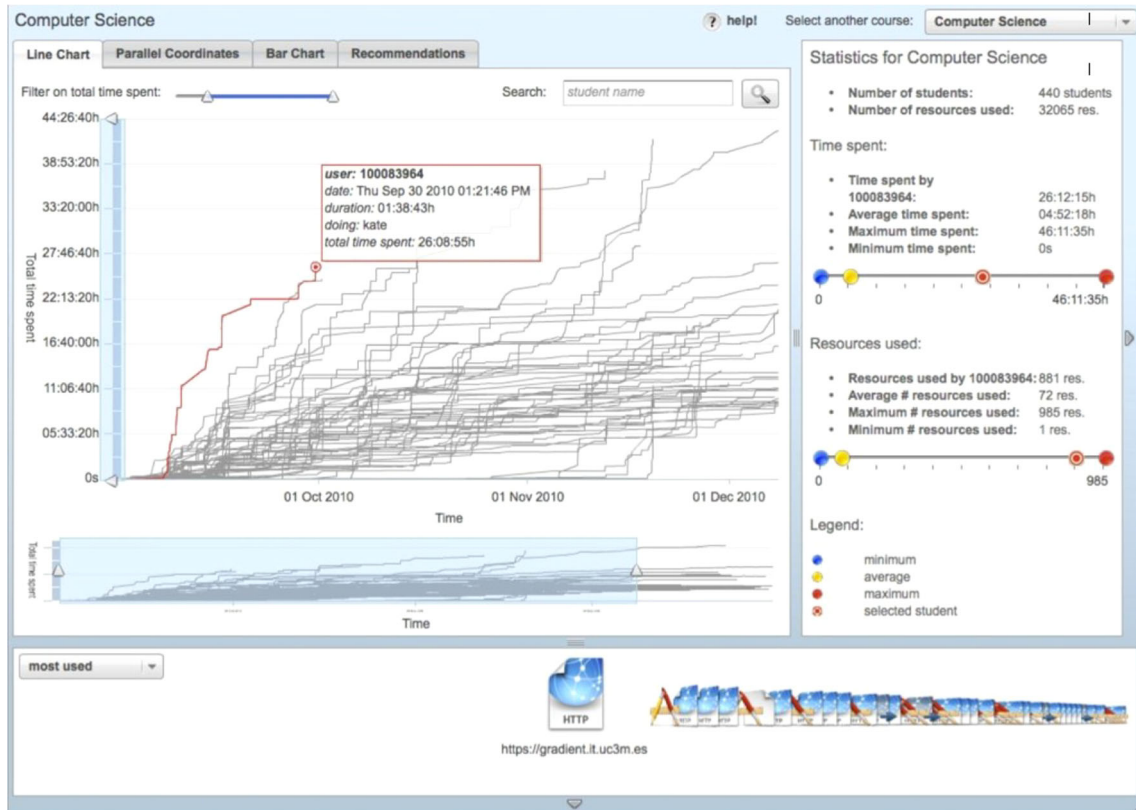 Computer Science
? help!
Select another course:
Computer Science
Line Chart
Parallel Coordinates
Bar Chart
Recommendations
Filter on total time spent:
Search:
student name
Total time spent
44:26:40h
38:53:20h
33:20:00h
27:46:40h
22:13:20h
16:40:00h
11:06:40h
05:33:20h
0s
user: 100083964
date: Thu Sep 30 2010 01:21:46 PM
duration: 01:38:43h
doing: kate
total time spent: 26:08:55h
01 Oct 2010
01 Nov 2010
01 Dec 2010
Time
Total time spent
Time
Statistics for Computer Science
• Number of students: 440 students
• Number of resources used: 32065 res.
Time spent:
• Time spent by
100083964: 26:12:15h
• Average time spent: 04:52:18h
• Maximum time spent: 46:11:35h
• Minimum time spent: 0s
0 46:11:35h
Resources used:
• Resources used by 100083964: 881 res.
• Average # resources used: 72 res.
• Maximum # resources used: 985 res.
• Minimum # resources used: 1 res.
0 985
Legend:
minimum
average
maximum
selected student
most used
HTTP
https://gradient.it.uc3m.es